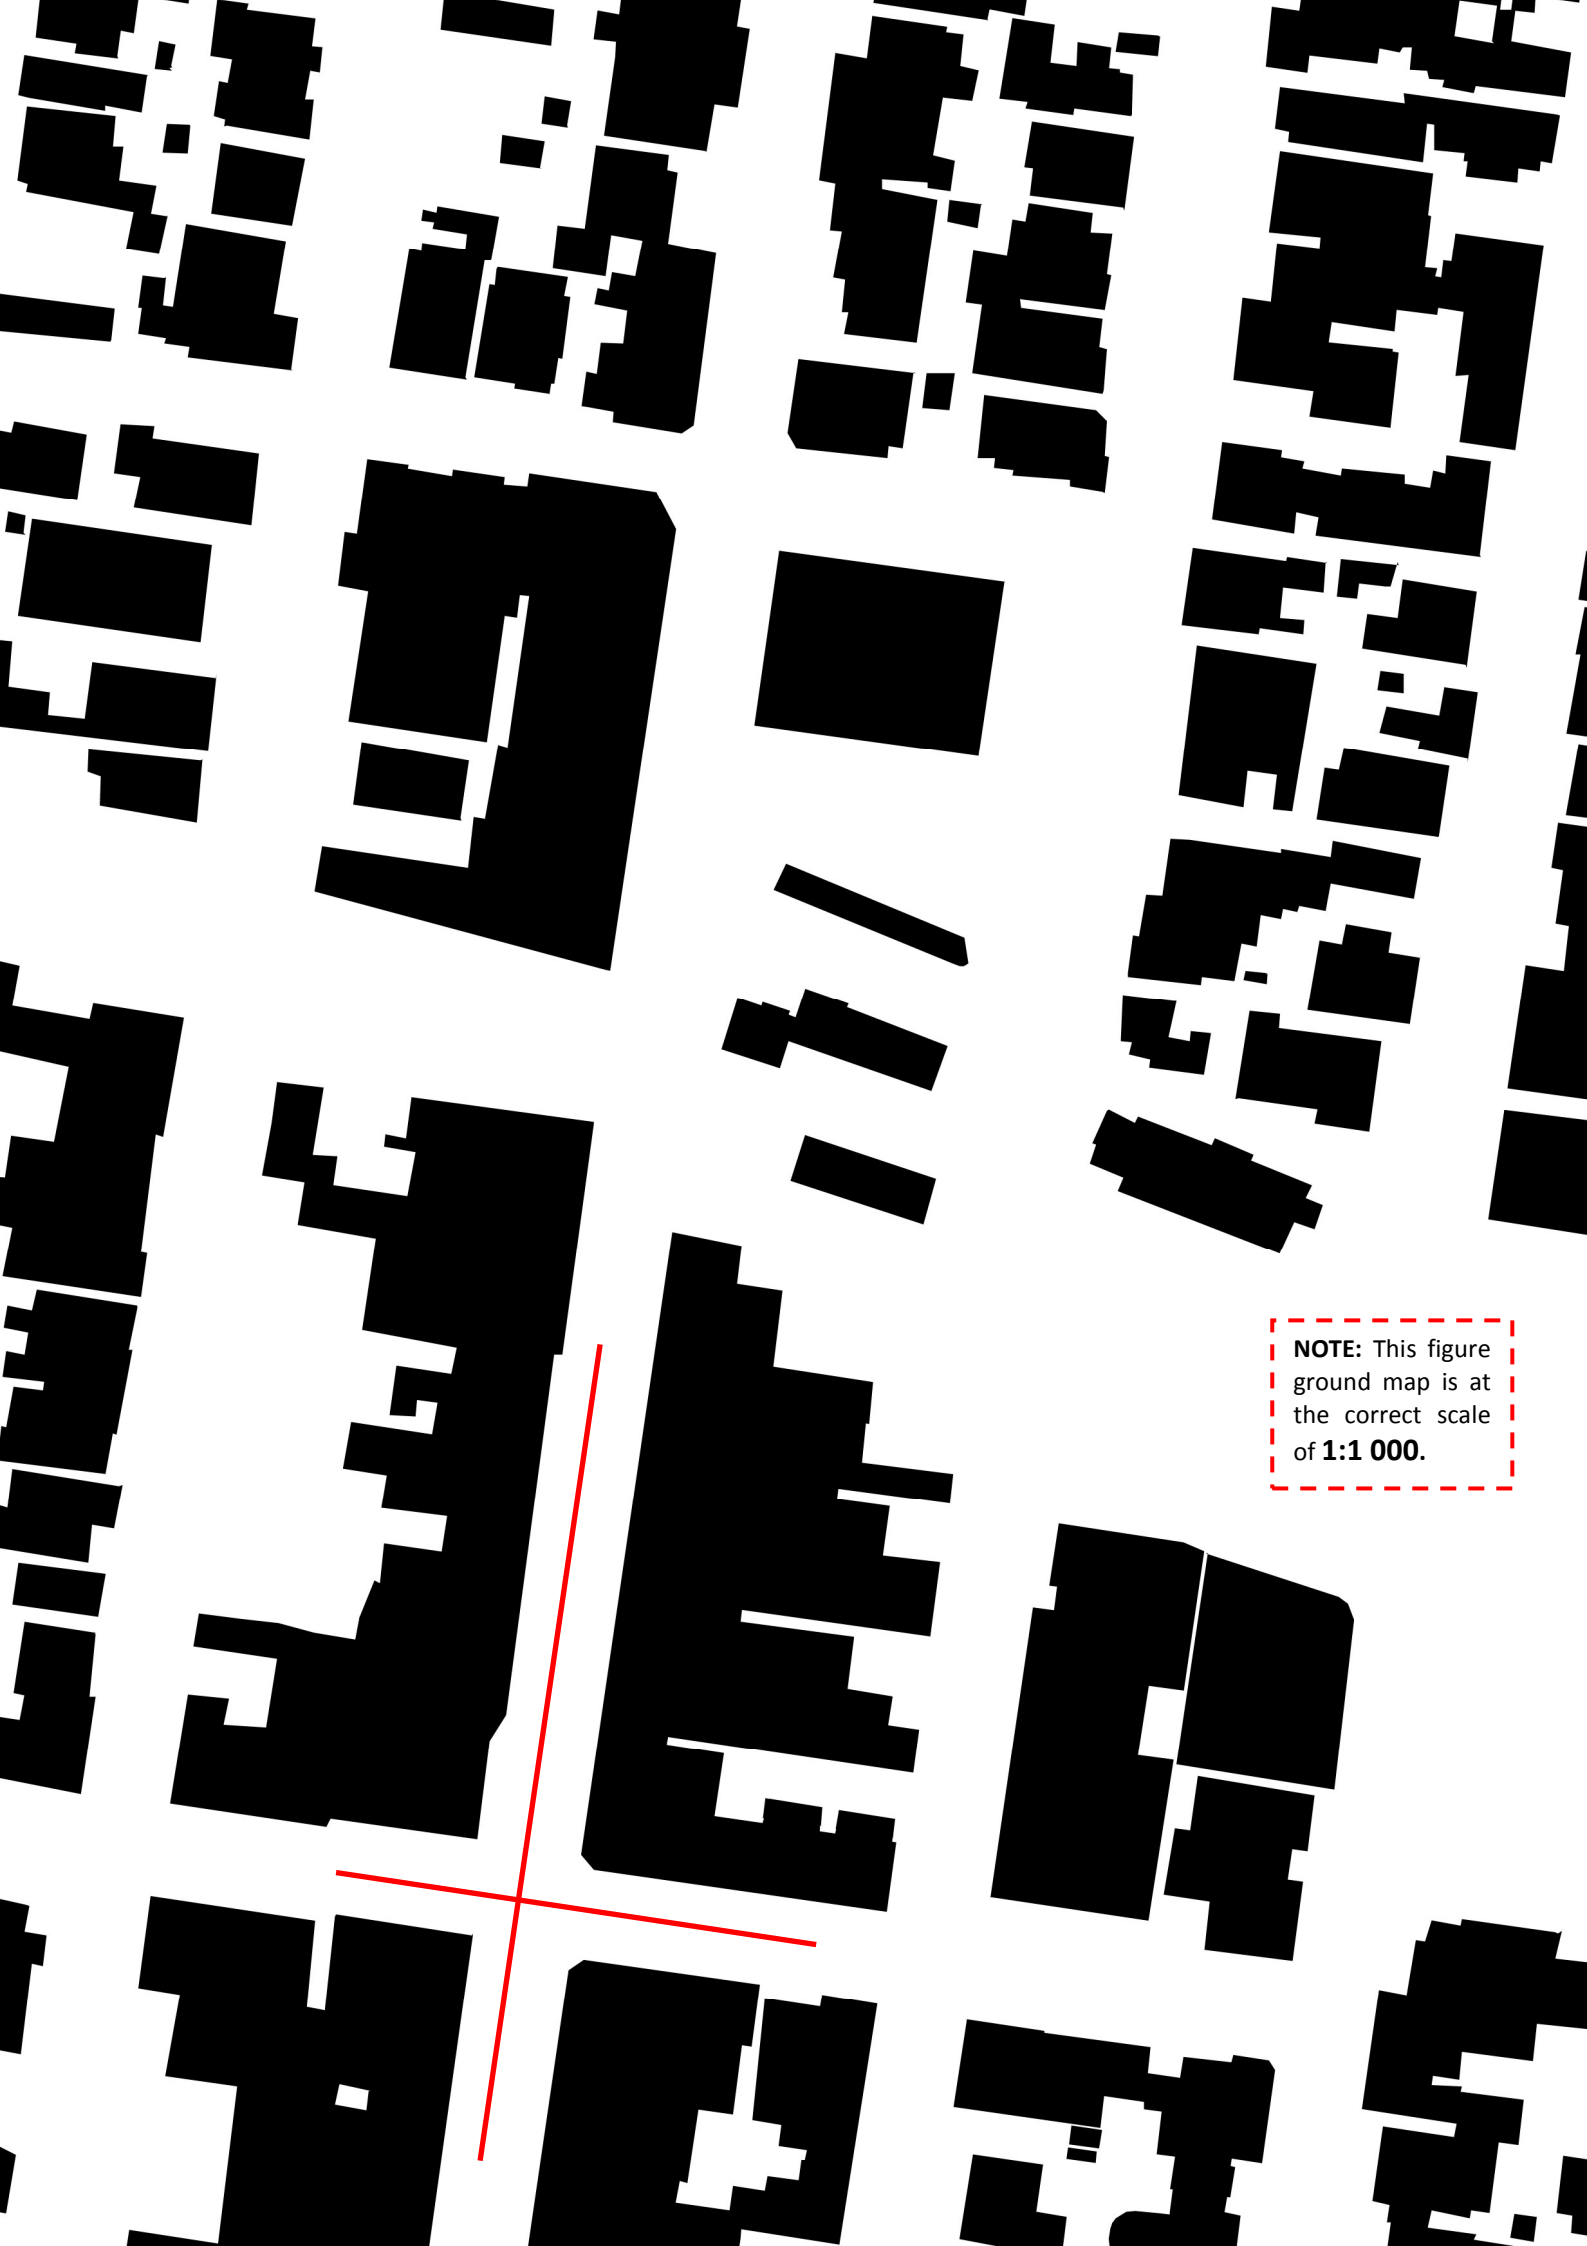 NOTE: This figure
ground map is at
the correct scale
of 1:1 000.